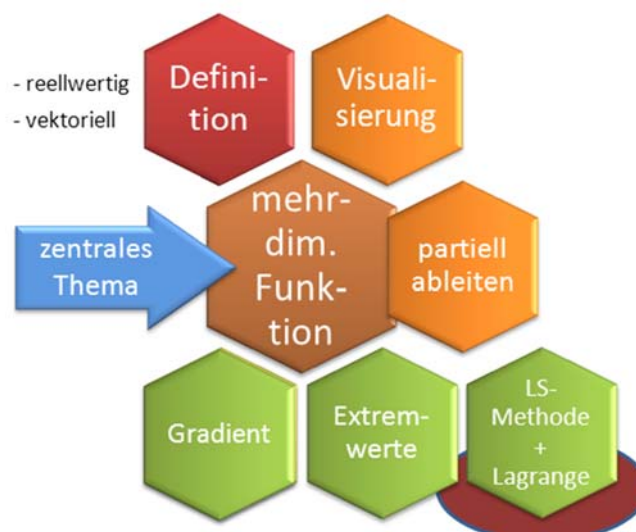 Defini-
tion
Visuali-
sierung
- reellwertig
- vektoriell
zentrales
Thema
mehr-
dim.
Funk-
tion
partiell
ableiten
Gradient
Extrem-
werte
LS-
Methode
+
Lagrange